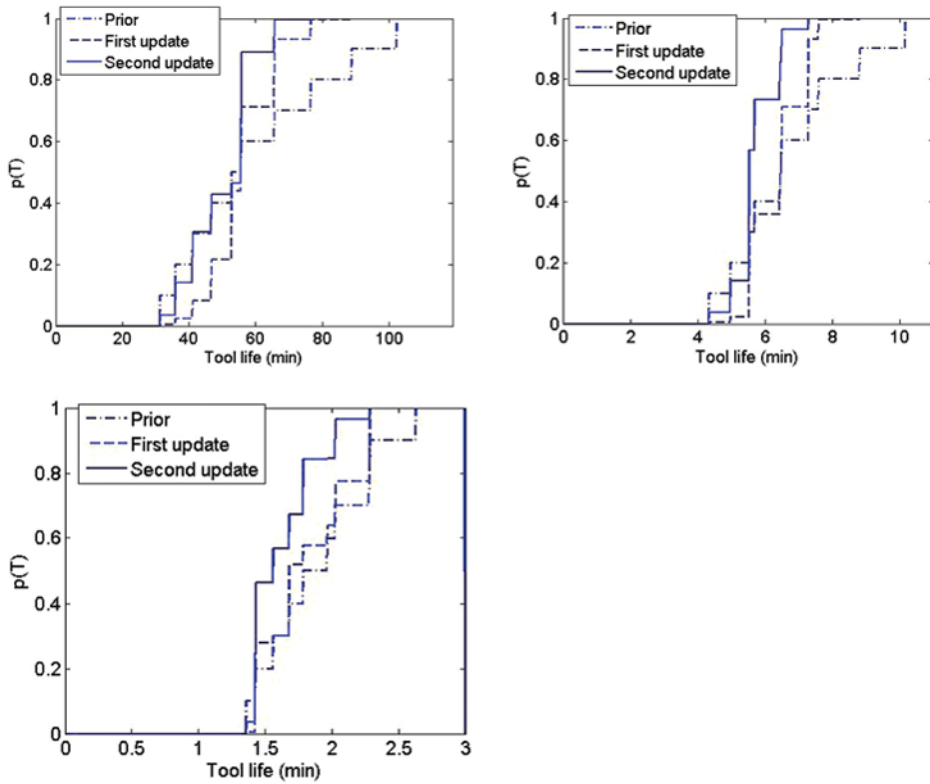 Prior
First update
Second update
p(T)
1
0.8
0.6
0.4
0.2
0
0 20 40 60 80 100
Tool life (min)
Prior
First update
Second update
p(T)
1
0.8
0.6
0.4
0.2
0
0 2 4 6 8 10
Tool life (min)
Prior
First update
Second update
p(T)
1
0.8
0.6
0.4
0.2
0
0 0.5 1 1.5 2 2.5 3
Tool life (min)